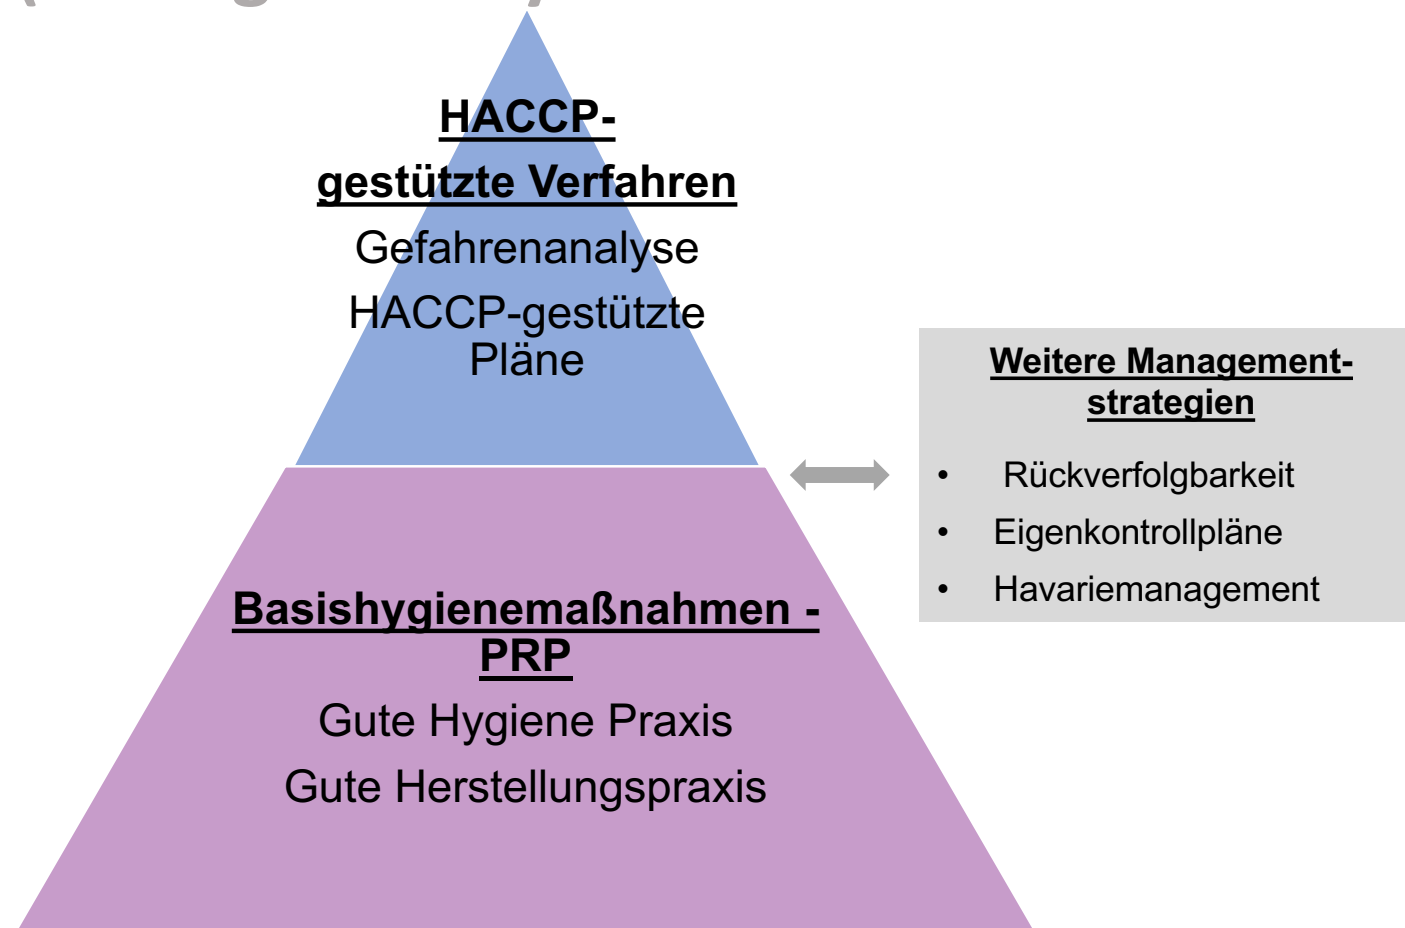 HACCP-
gestützte Verfahren
Gefahrenanalyse
HACCP-gestützte
Pläne
Basishygienemaßnahmen -
PRP
Gute Hygiene Praxis
Gute Herstellungspraxis
Weitere Management-
strategien
• Rückverfolgbarkeit
• Eigenkontrollpläne
• Havariemanagement